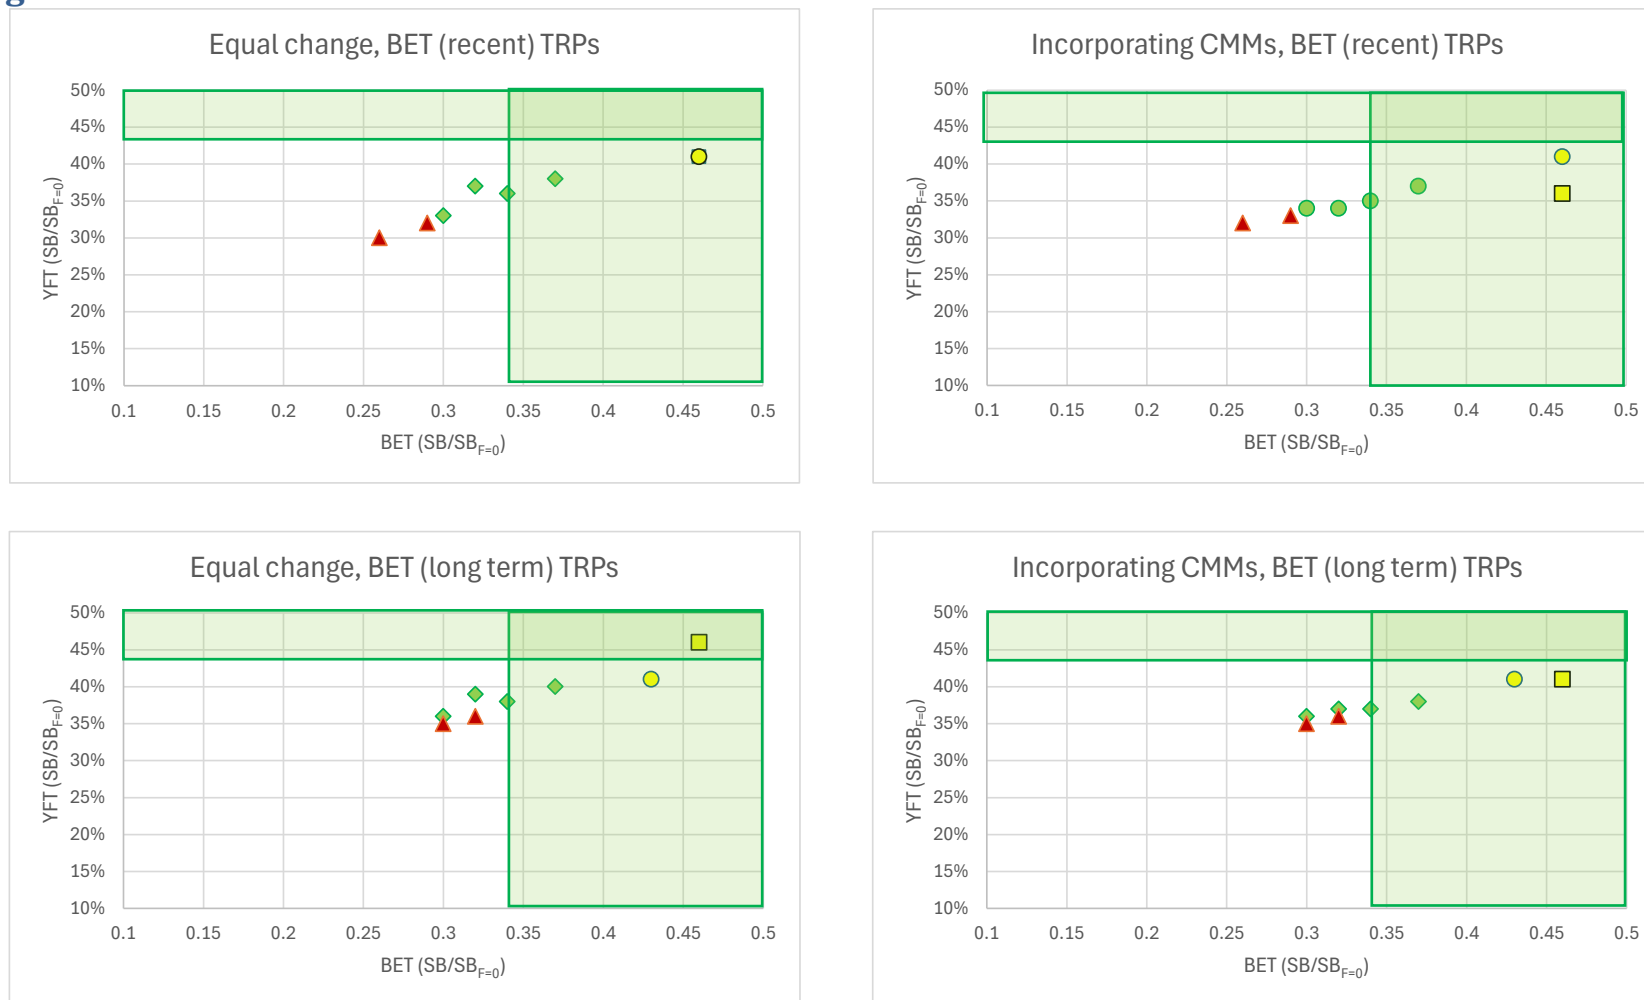 Equal change, BET (recent) TRPs
50%
45%
40%
35%
30%
25%
20%
15%
10%
YFT (SB/SBF=0)
0.1 0.15 0.2 0.25 0.3 0.35 0.4 0.45 0.5
BET (SB/SBF=0)
Incorporating CMMs, BET (recent) TRPs
50%
45%
40%
35%
30%
25%
20%
15%
10%
YFT (SB/SBF=0)
0.1 0.15 0.2 0.25 0.3 0.35 0.4 0.45 0.5
BET (SB/SBF=0)
Equal change, BET (long term) TRPs
50%
45%
40%
35%
30%
25%
20%
15%
10%
YFT (SB/SBF=0)
0.1 0.15 0.2 0.25 0.3 0.35 0.4 0.45 0.5
BET (SB/SBF=0)
Incorporating CMMs, BET (long term) TRPs
50%
45%
40%
35%
30%
25%
20%
15%
10%
YFT (SB/SBF=0)
0.1 0.15 0.2 0.25 0.3 0.35 0.4 0.45 0.5
BET (SB/SBF=0)